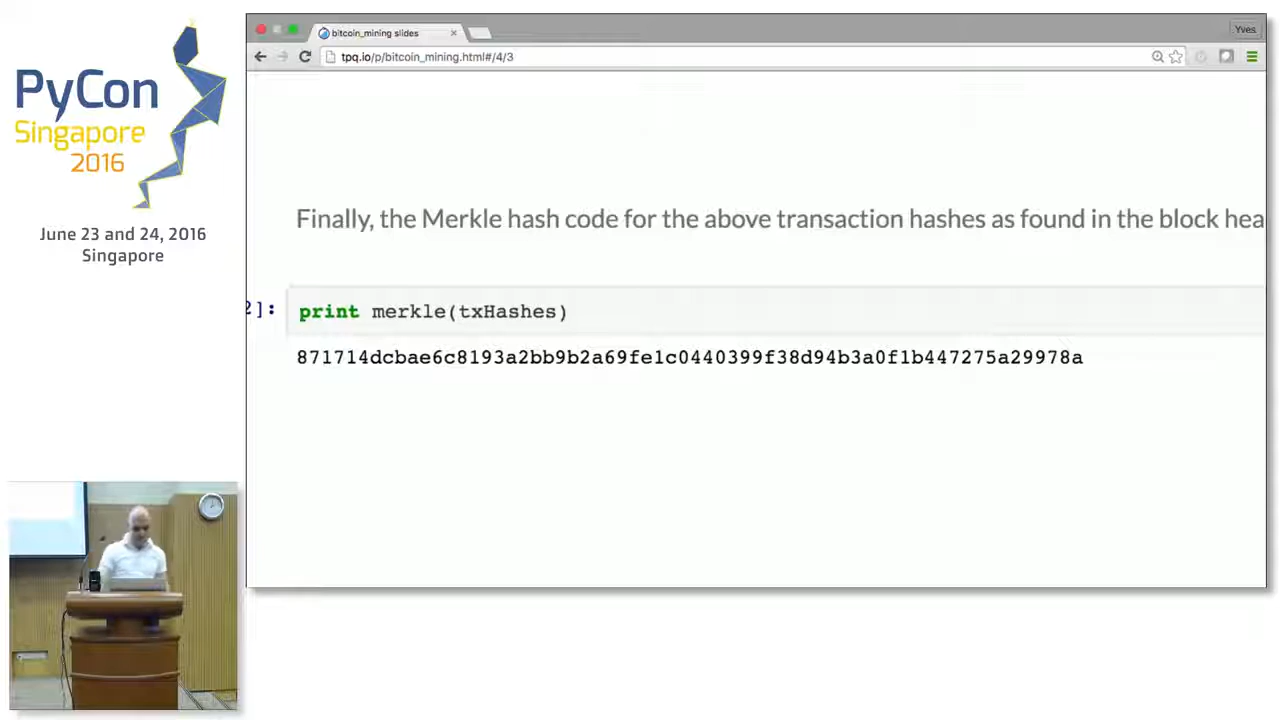 PyCon
Singapore
2016
June 23 and 24, 2016
Singapore
bitcoin_mining slides
Yves
tpq.io/p/bitcoin_mining.html#/4/3
Finally, the Merkle hash code for the above transaction hashes as found in the block hea
2]:
print merkle(txHashes)
871714dcbae6c8193a2bb9b2a69fe1c0440399f38d94b3a0f1b447275a29978a